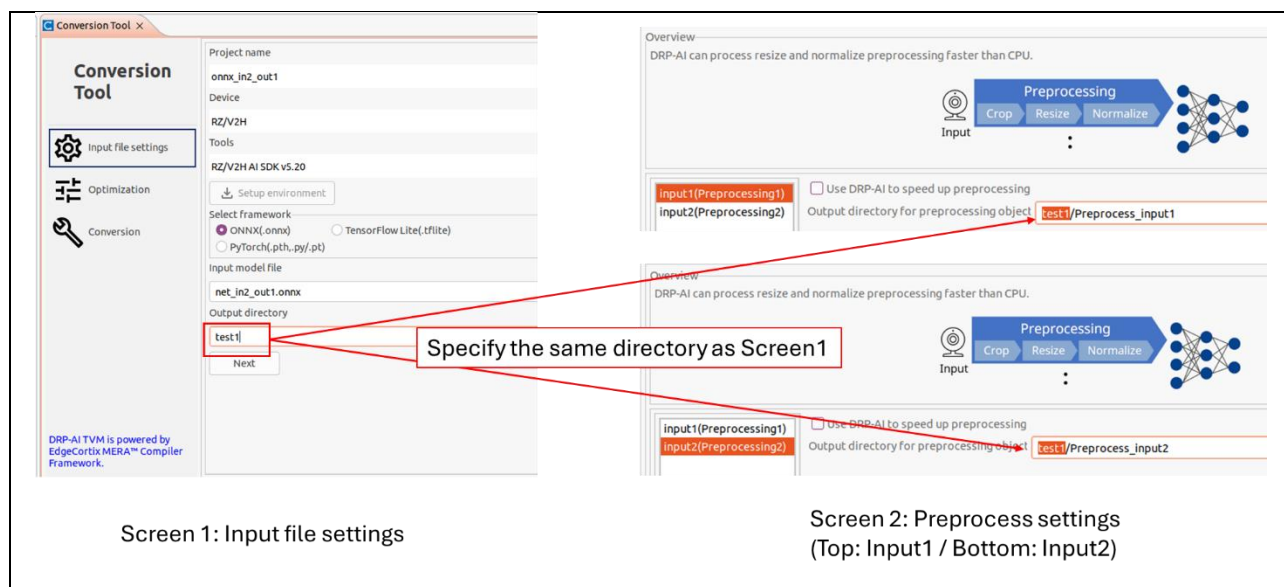 Conversion Tool ×
Conversion
Tool
Input file settings
Optimization
Conversion
DRP-AI TVM is powered by
EdgeCortix MERA™ Compiler
Framework.
Project name
onnx_in2_out1
Device
RZ/V2H
Tools
RZ/V2H AI SDK v5.20
Setup environment
Select framework
ONNX(.onnx) TensorFlow Lite(.tflite)
PyTorch(.pth,.py/.pt)
Input model file
net_in2_out1.onnx
Output directory
test1
Next
Specify the same directory as Screen1
Overview
DRP-AI can process resize and normalize preprocessing faster than CPU.
Preprocessing
Crop Resize Normalize
Input
:
input1(Preprocessing1)
input2(Preprocessing2)
Use DRP-AI to speed up preprocessing
Output directory for preprocessing object test1/Preprocess_input1
Overview
DRP-AI can process resize and normalize preprocessing faster than CPU.
Preprocessing
Crop Resize Normalize
Input
:
input1(Preprocessing1)
input2(Preprocessing2)
Use DRP-AI to speed up preprocessing
Output directory for preprocessing object test1/Preprocess_input2
Screen 1: Input file settings
Screen 2: Preprocess settings
(Top: Input1 / Bottom: Input2)